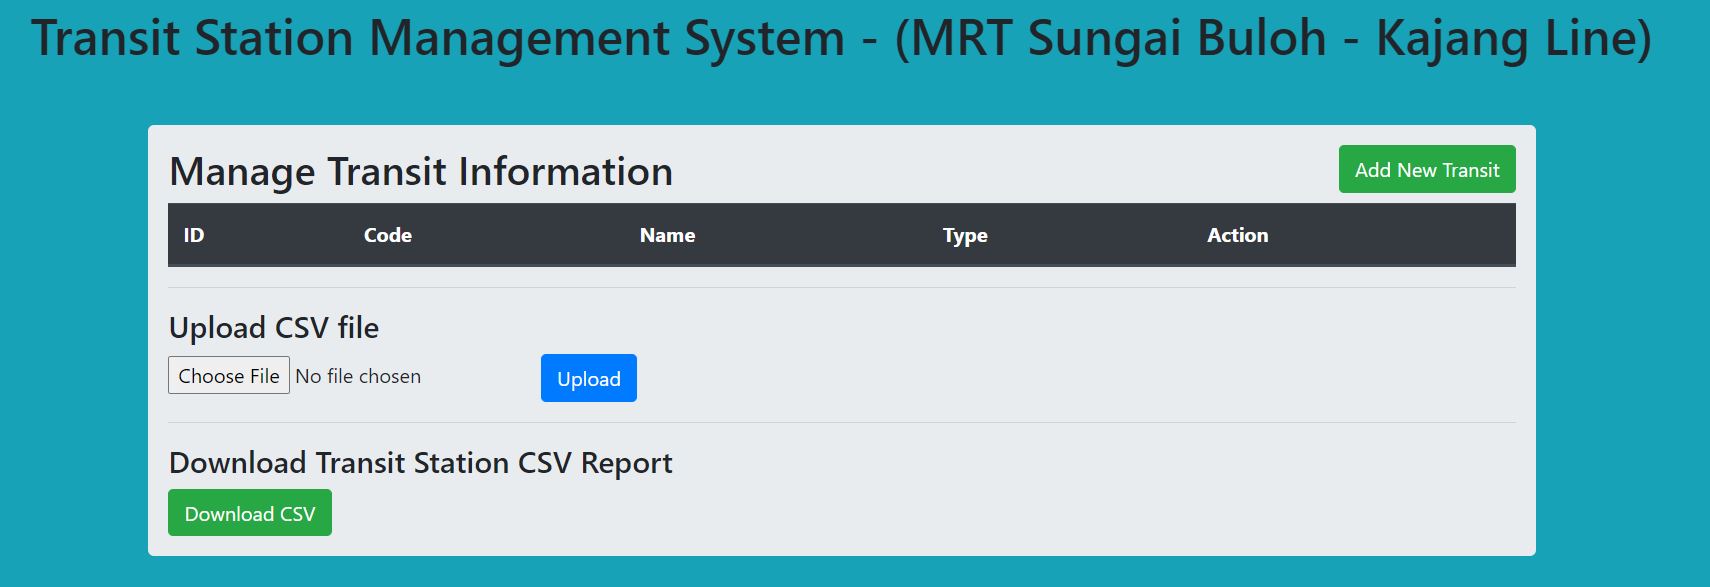 Transit Station Management System - (MRT Sungai Buloh - Kajang Line)
Manage Transit Information
Add New Transit
ID Code Name Type Action
Upload CSV file
Choose File No file chosen Upload
Download Transit Station CSV Report
Download CSV